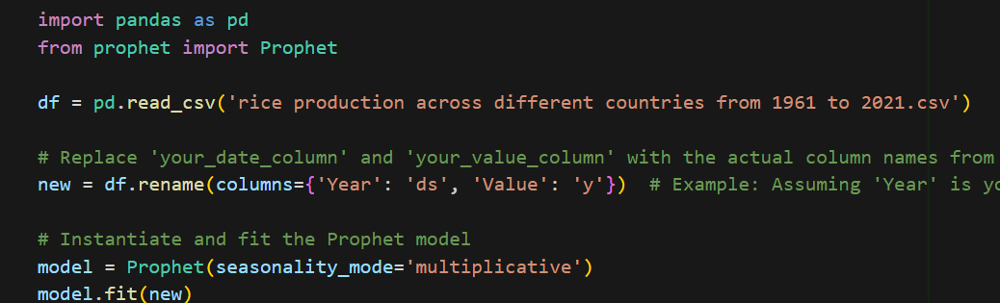 import pandas as pd
from prophet import Prophet
df = pd.read_csv('rice production across different countries from 1961 to 2021.csv')
# Replace 'your_date_column' and 'your_value_column' with the actual column names from
new = df.rename(columns={'Year': 'ds', 'Value': 'y'})  # Example: Assuming 'Year' is
# Instantiate and fit the Prophet model
model = Prophet(seasonality_mode='multiplicative')
model.fit(new)